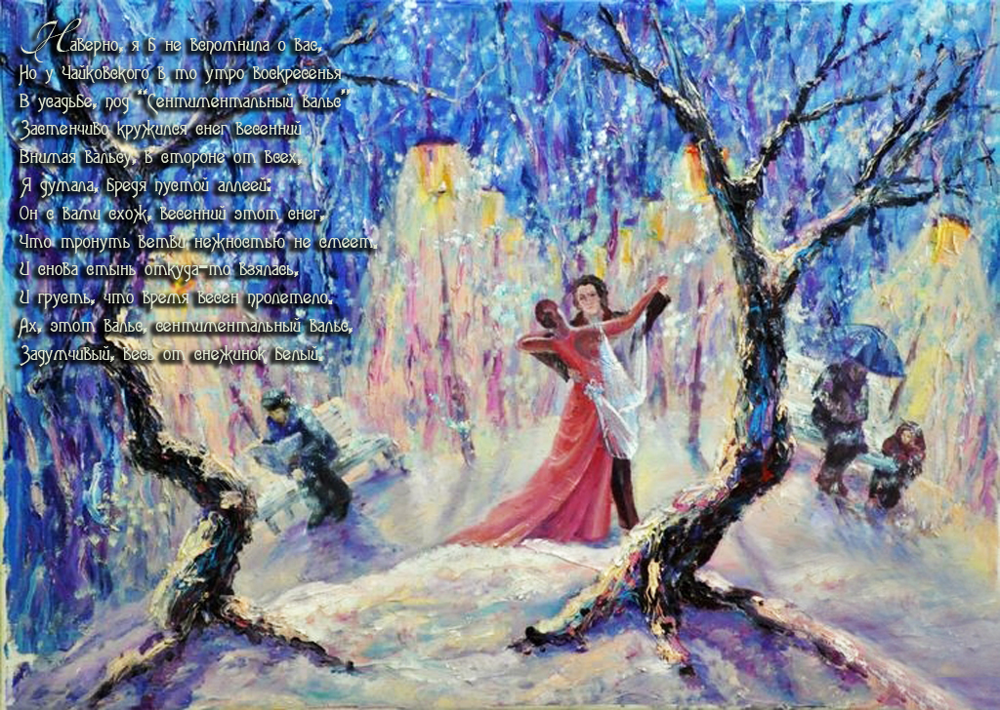 Наверно, я б не вспомнила о вас,
Но у Чайковского в то утро воскресенья
В усадьбе, под "Сентиментальный вальс"
Застенчиво кружился снег весенний
Внимая вальсу, в стороне от всех,
Я думала, бредя пустой аллеей:
Он с вами схож, весенний этот снег,
Что тронуть ветви нежностью не смеет.
И снова стынь откуда-то взялась,
И грусть, что время весен пролетело.
Ах, этот вальс, сентиментальный вальс,
Задумчивый, весь от снежинок белый.